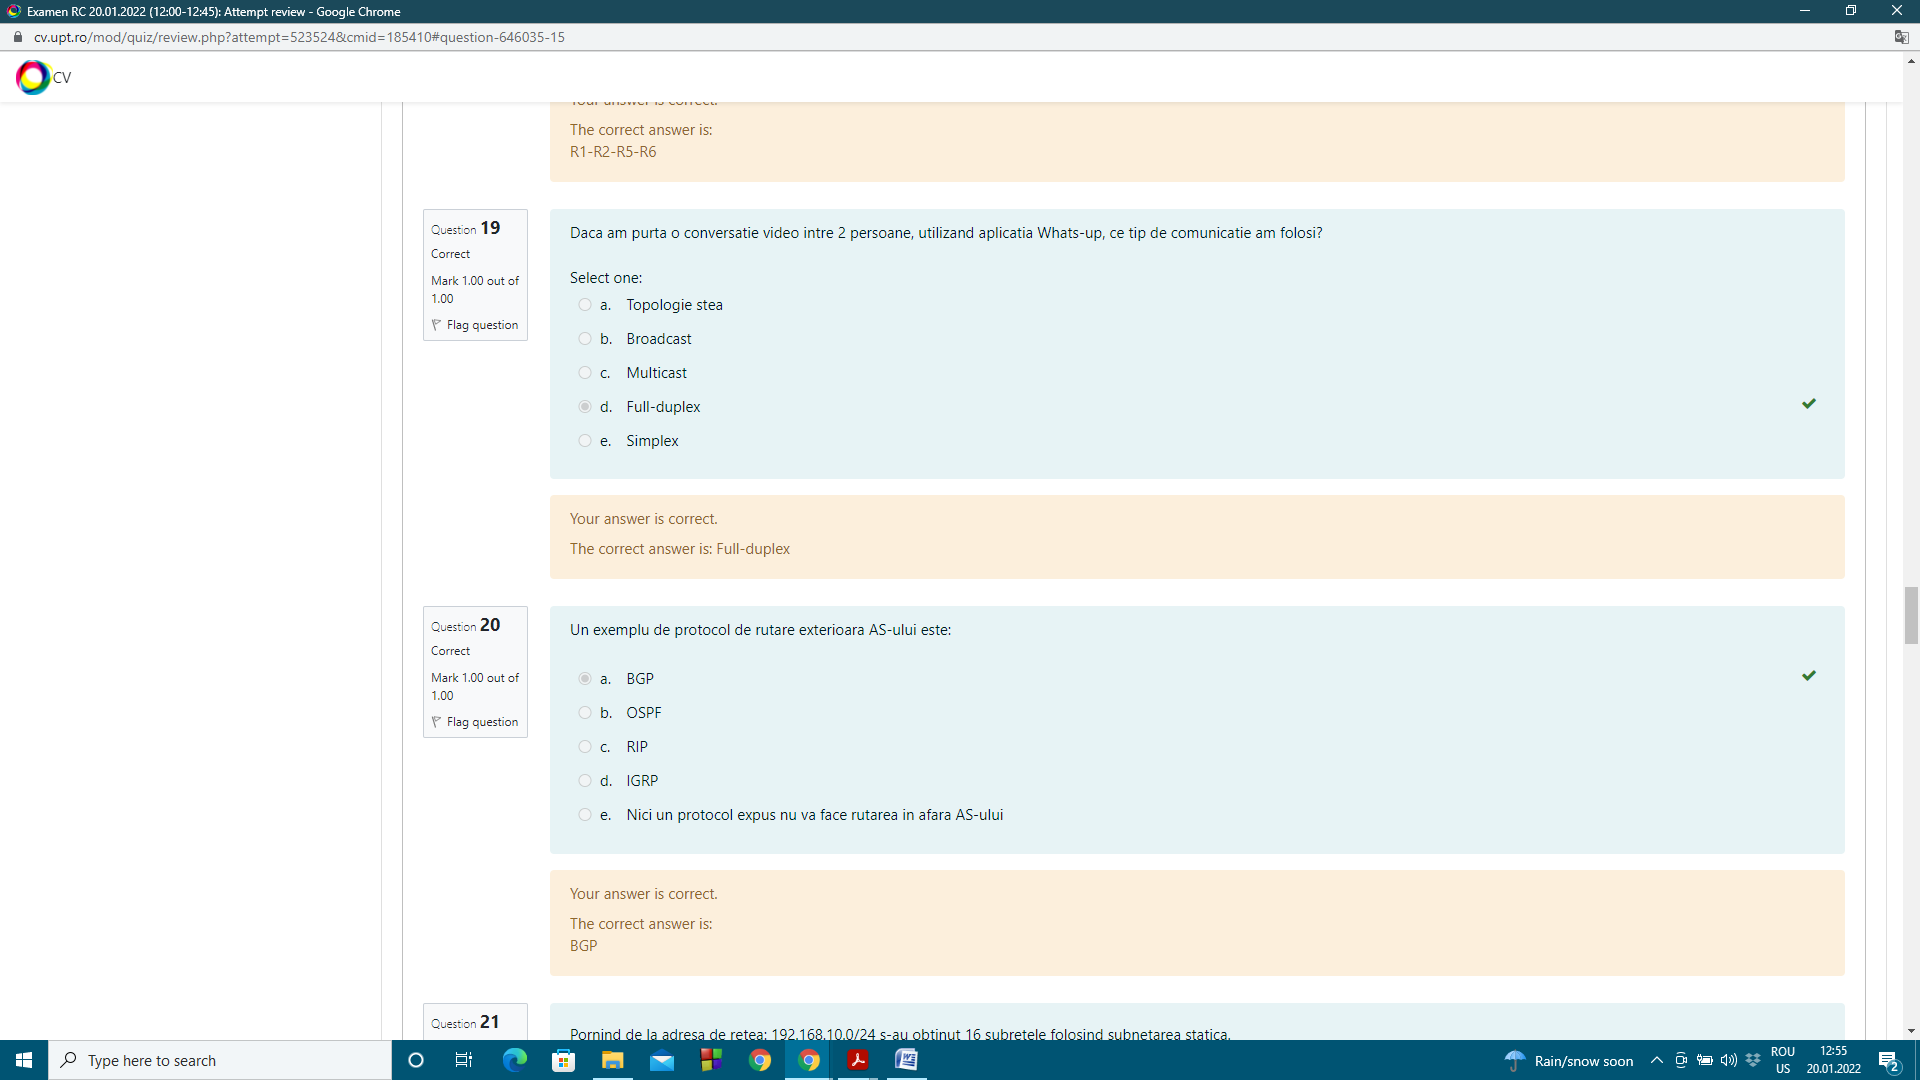 Examen RC 20.01.2022 (12:00-12:45): Attempt review - Google Chrome
cv.upt.ro/mod/quiz/review.php?attempt=523524&cmid=185410#question-646035-15
CV
Your answer is correct.
The correct answer is:
R1-R2-R5-R6
Question 19
Correct
Mark 1.00 out of
1.00
Flag question
Daca am purta o conversatie video intre 2 persoane, utilizand aplicatia Whats-up, ce tip de comunicatie am folosi?
Select one:
a. Topologie stea
b. Broadcast
c. Multicast
d. Full-duplex
e. Simplex
Your answer is correct.
The correct answer is: Full-duplex
Question 20
Correct
Mark 1.00 out of
1.00
Flag question
Un exemplu de protocol de rutare exterioara AS-ului este:
a. BGP
b. OSPF
c. RIP
d. IGRP
e. Nici un protocol expus nu va face rutarea in afara AS-ului
Your answer is correct.
The correct answer is:
BGP
Question 21
Pornind de la adresa de retea: 192.168.10.0/24 s-au obtinut 16 subretele folosind subnetarea statica.
Type here to search
Rain/snow soon
ROU
US
12:55
20.01.2022
2